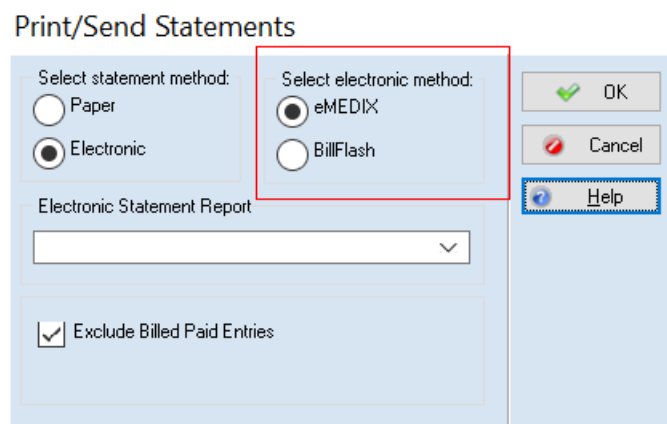 Print/Send Statements
Select statement method:
Paper
Electronic
Select electronic method:
eMEDIX
BillFlash
OK
Cancel
Help
Electronic Statement Report
Exclude Billed Paid Entries